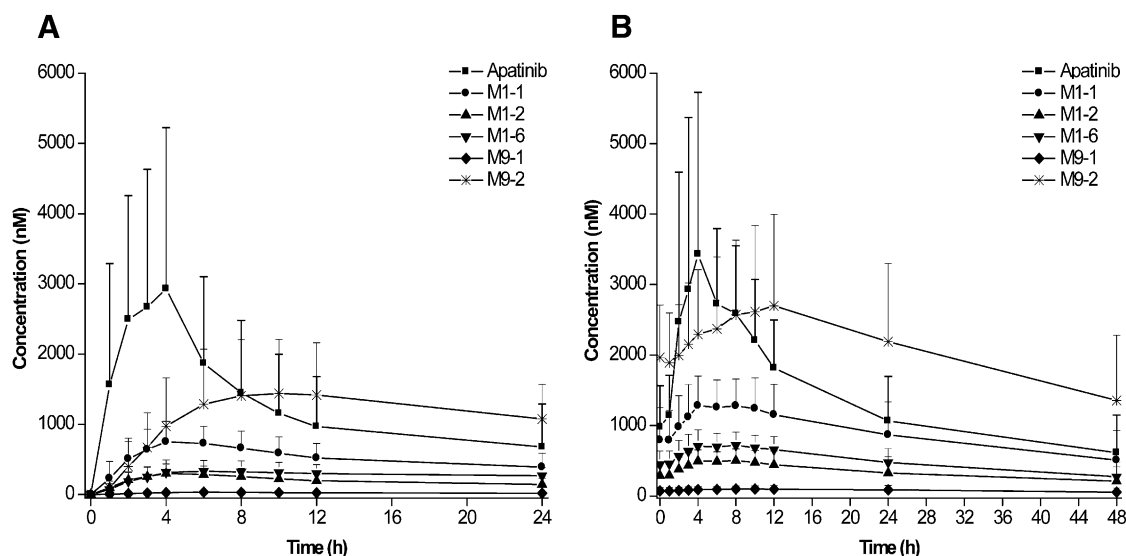 A
6000
5000
4000
3000
2000
1000
0
Concentration (nM)
0 4 8 12 16 20 24
Time (h)
Apatinib
M1-1
M1-2
M1-6
M9-1
M9-2
B
6000
5000
4000
3000
2000
1000
0
Concentration (nM)
0 4 8 12 16 20 24 28 32 36 40 44 48
Time (h)
Apatinib
M1-1
M1-2
M1-6
M9-1
M9-2